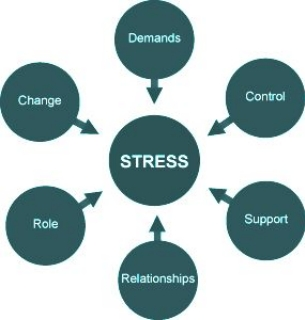 Demands
Change
Control
STRESS
Role
Support
Relationships